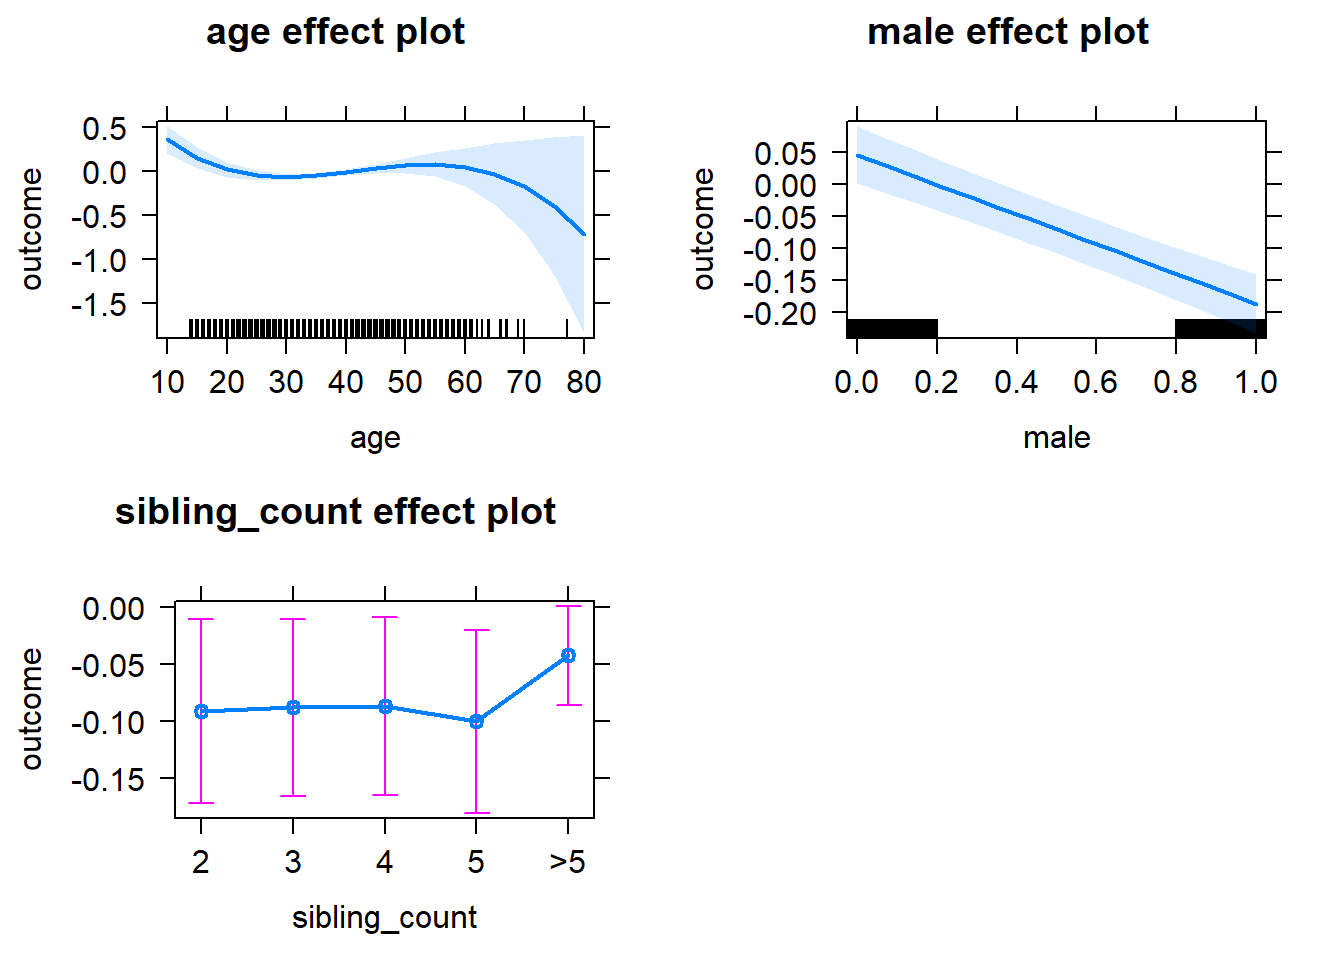 age effect plot
outcome
0.5
0.0
-0.5
-1.0
-1.5
10 20 30 40 50 60 70 80
age
male effect plot
outcome
0.05
0.00
-0.05
-0.10
-0.15
-0.20
0.0 0.2 0.4 0.6 0.8 1.0
male
sibling_count effect plot
outcome
0.00
-0.05
-0.10
-0.15
2 3 4 5 >5
sibling_count